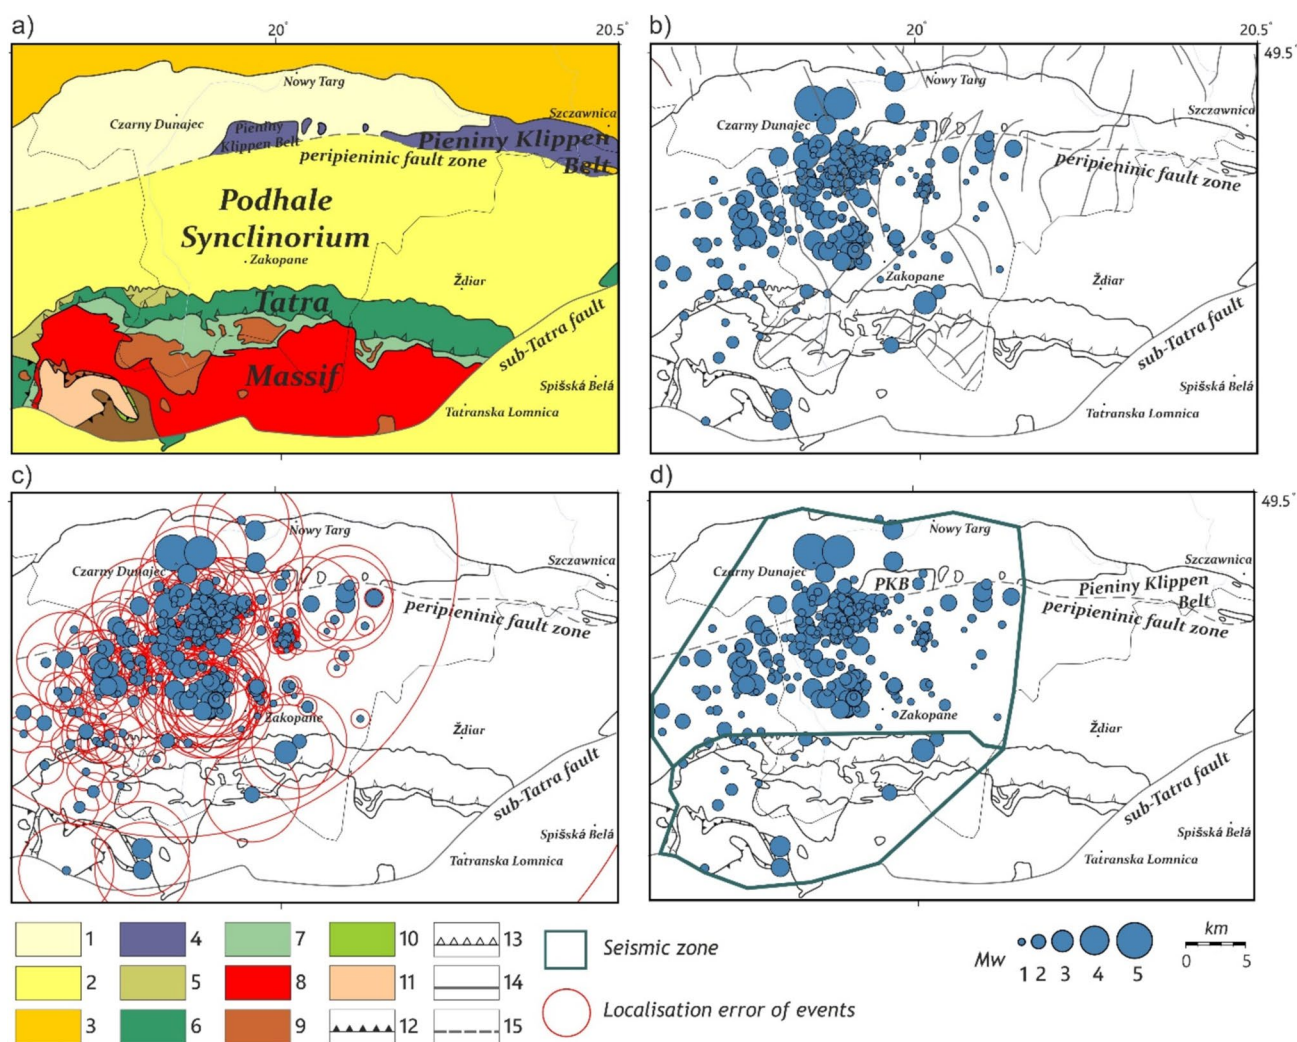 a)
20°
20.5°
Nowy Targ
Szczawnica
Czarny Dunajec
Pieniny
Klippen Belt
Pieniny Klippen
Belt
peripieninic fault zone
Podhale
Synclinorium
Zakopane
Ždiar
Tatra
sub-Tatra fault
Massif
Spišská Belá
Tatranska Lomnica
b)
20°
20.5°
49.5°
Nowy Targ
Szczawnica
Czarny Dunajec
peripieninic fault zone
Zakopane
Ždiar
sub-Tatra fault
Spišská Belá
Tatranska Lomnica
c)
Nowy Targ
Szczawnica
Czarny Dunajec
peripieninic fault zone
Zakopane
Ždiar
sub-Tatra fault
Spišská Belá
Tatranska Lomnica
d)
49.5°
Nowy Targ
Szczawnica
Czarny Dunajec
PKB
Pieniny Klippen
Belt
peripieninic fault zone
Zakopane
Ždiar
sub-Tatra fault
Spišská Belá
Tatranska Lomnica
1 4 7 10 13
2 5 8 11 14
3 6 9 12 15
Seismic zone
Localisation error of events
Mw
1 2 3 4 5
km
0 5